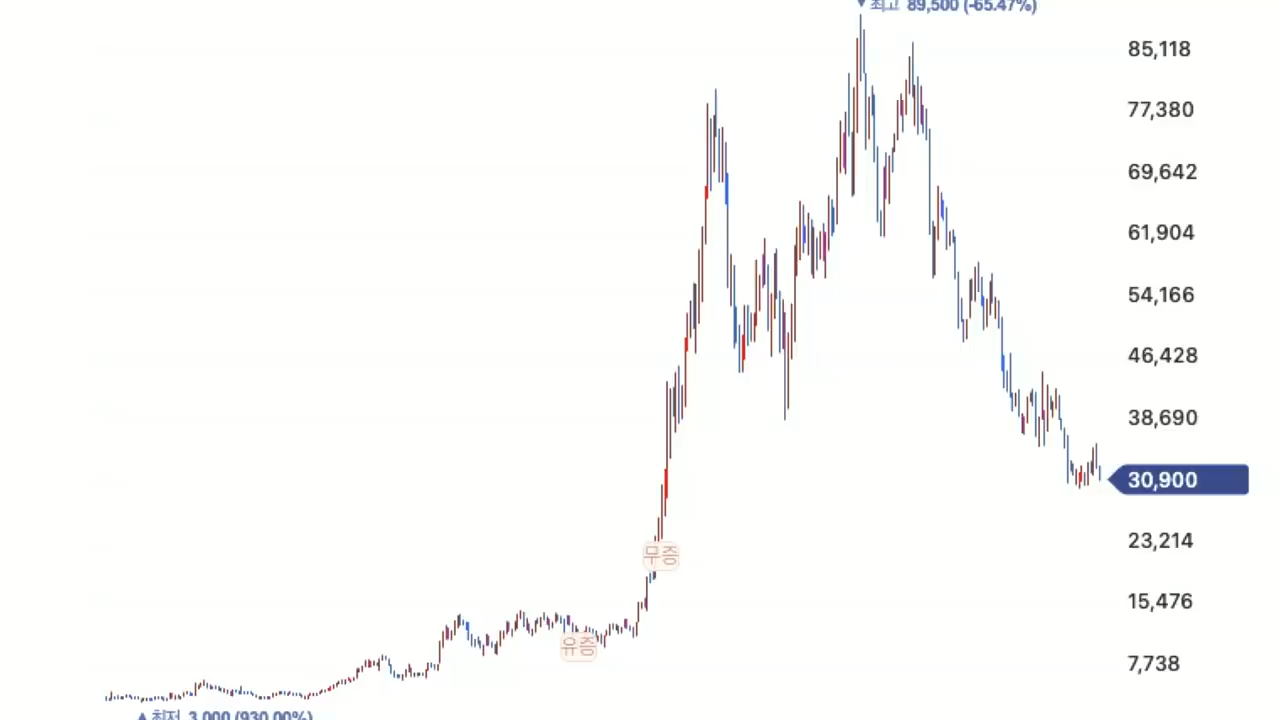 최고 89,500 (-65.47%)
85,118
77,380
69,642
61,904
54,166
46,428
38,690
30,900
23,214
무증
15,476
유증
7,738
최저 3,000 (930.00%)